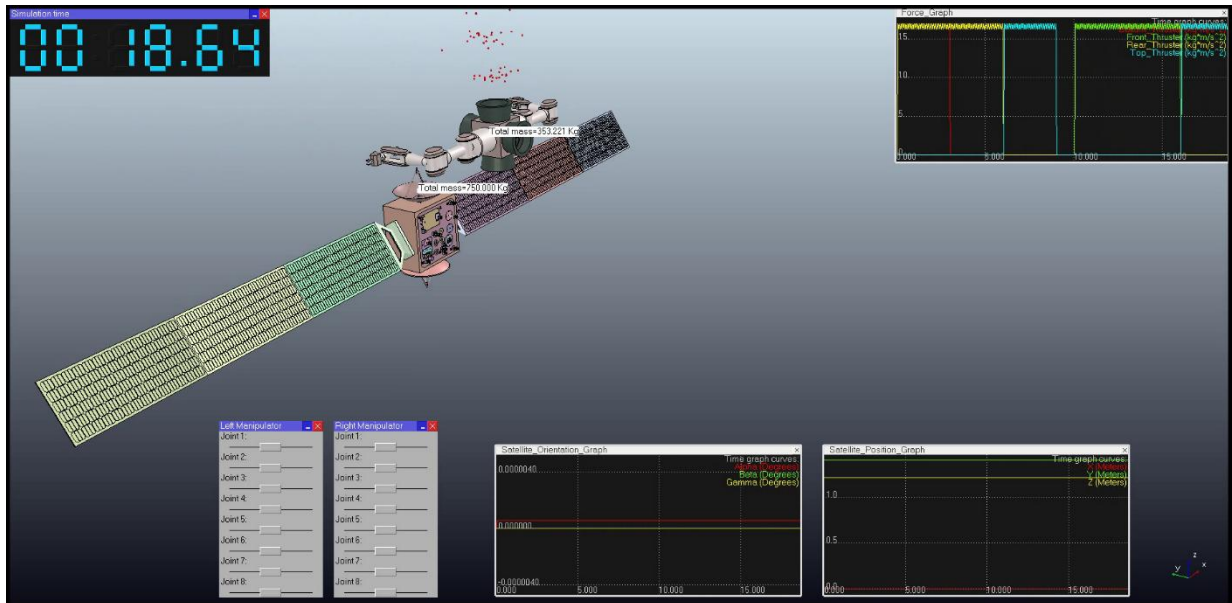 Simulation time
00 18.64
Total mass=353.221 Kg
Total mass=750.000 Kg
Force_Graph
Time graph curves:
Front_Thruster (kg*m/s^2)
Rear_Thruster (kg*m/s^2)
Top_Thruster (kg*m/s^2)
15.
10.
5
0
0.000
5.000
10.000
15.000
Left Manipulator
Joint 1:
Joint 2:
Joint 3:
Joint 4:
Joint 5:
Joint 6:
Joint 7:
Joint 8:
Right Manipulator
Joint 1:
Joint 2:
Joint 3:
Joint 4:
Joint 5:
Joint 6:
Joint 7:
Joint 8:
Satellite_Orientation_Graph
Time graph curves:
Alpha (Degrees)
Beta (Degrees)
Gamma (Degrees)
0.0000040
0.000000
-0.0000040
0.000
5.000
10.000
15.000
Satellite_Position_Graph
Time graph curves:
X (Meters)
Y (Meters)
Z (Meters)
1.0
0.5
0.0
0.000
5.000
10.000
15.000
z
y
x